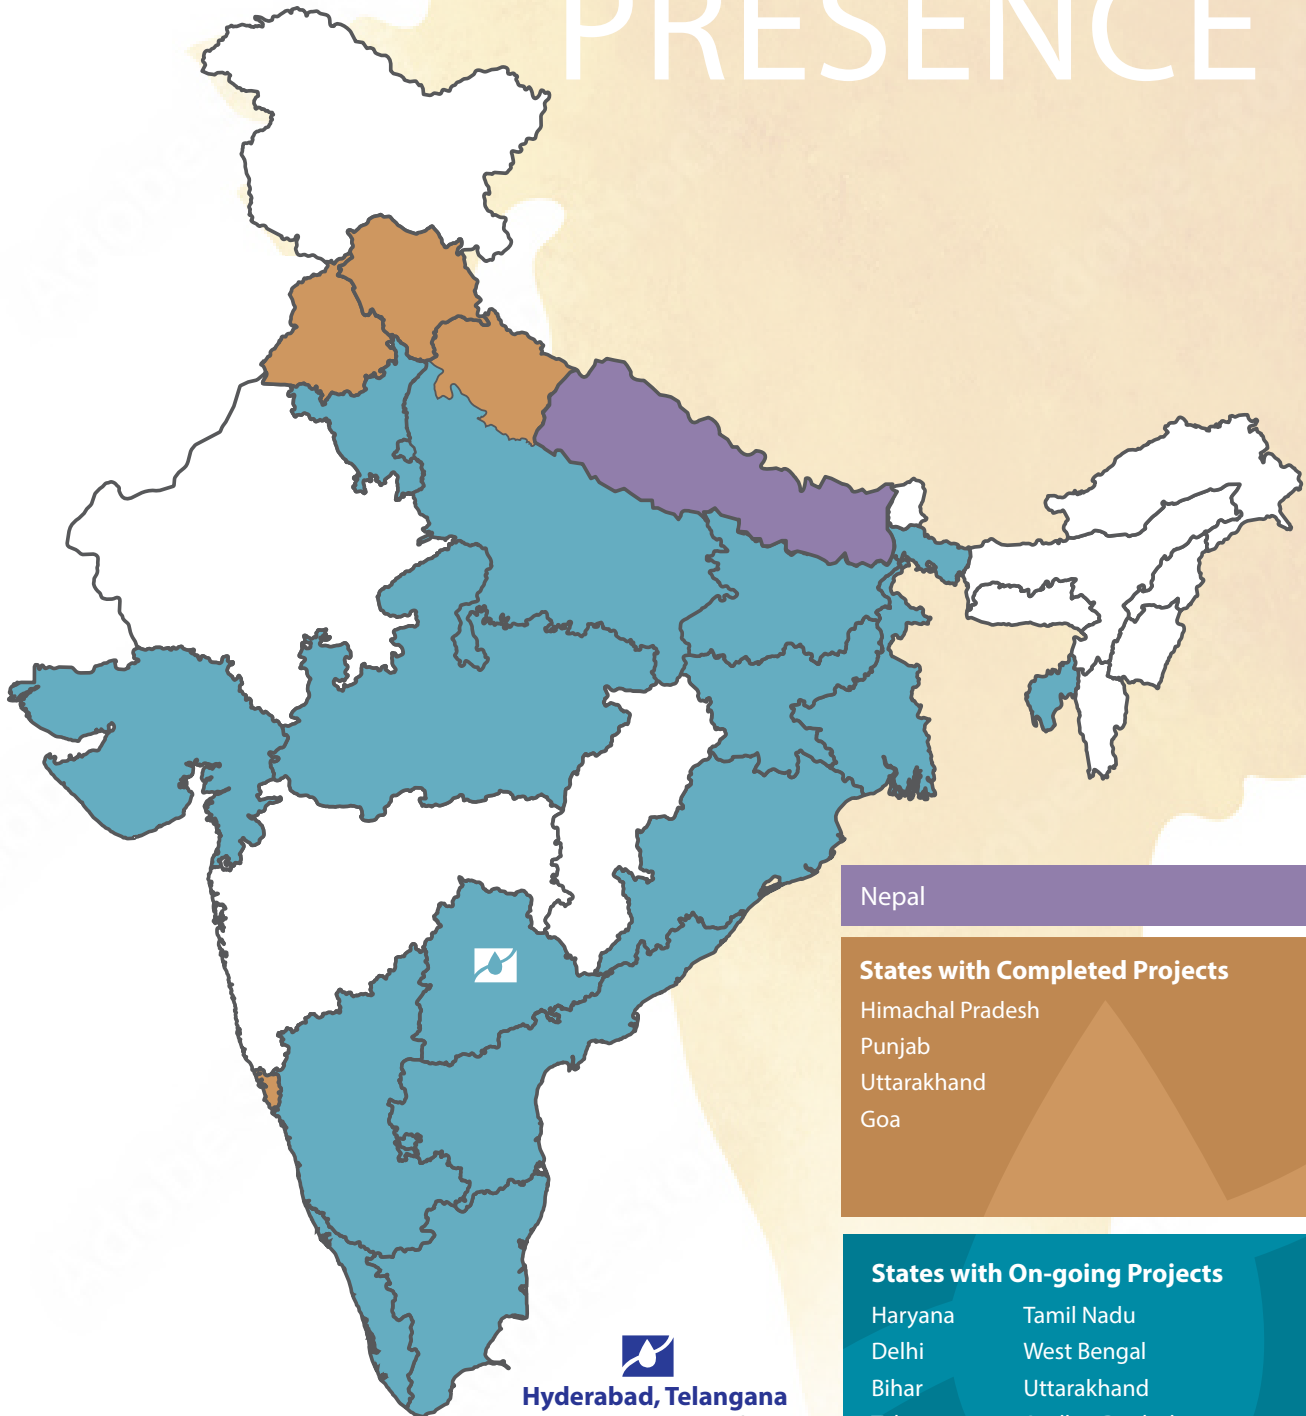 PRESENCE
Nepal
States with Completed Projects
Himachal Pradesh
Punjab
Uttarakhand
Goa
States with On-going Projects
Haryana Tamil Nadu
Delhi West Bengal
Bihar Uttarakhand
Hyderabad, Telangana